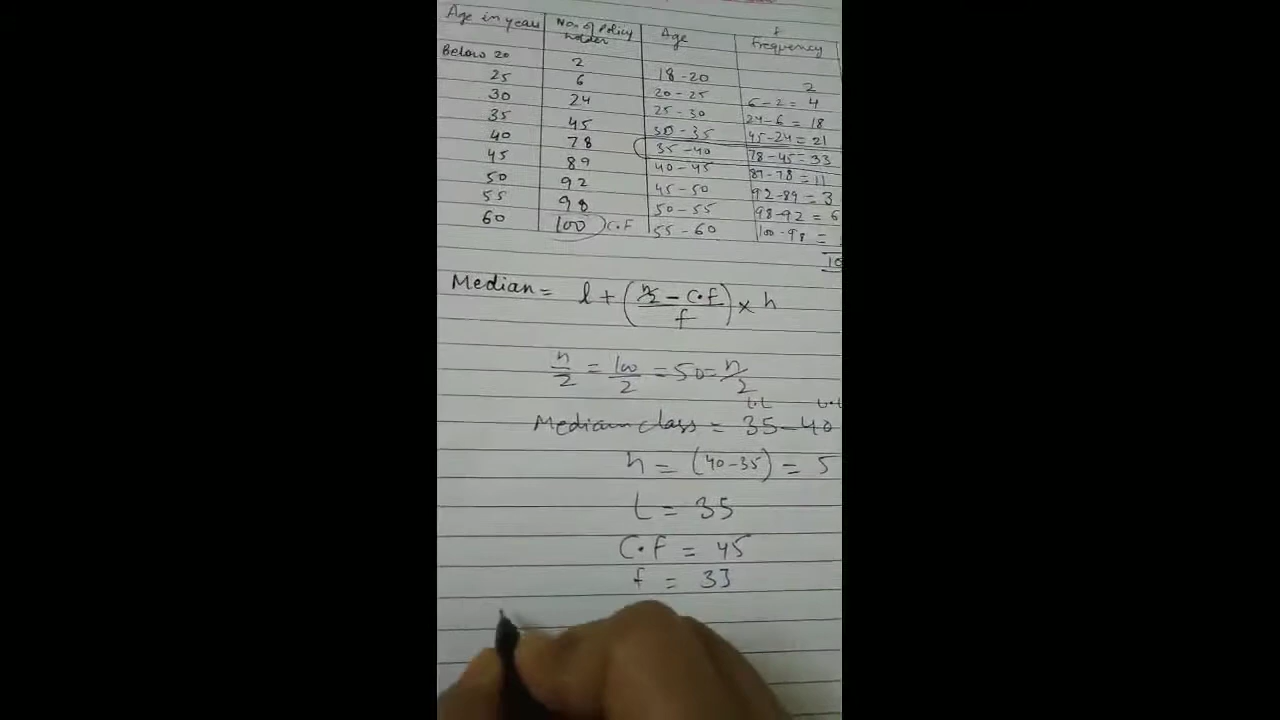 Age in years No. of Policy holder Age f Frequency
Below 20 2 18-20 2
25 6 20-25 6-2=4
30 24 25-30 24-6=18
35 45 30-35 45-24=21
40 78 35-40 78-45=33
45 89 40-45 89-78=11
50 92 45-50 92-89=3
55 98 50-55 98-92=6
60 100 C.F 55-60 100-98=
10
Median = l + (n/2 - C.F / f) × h
n/2 = 100/2 = 50 = n/2
Median class = 35-40
h = (40-35) = 5
l = 35
C.F = 45
f = 33